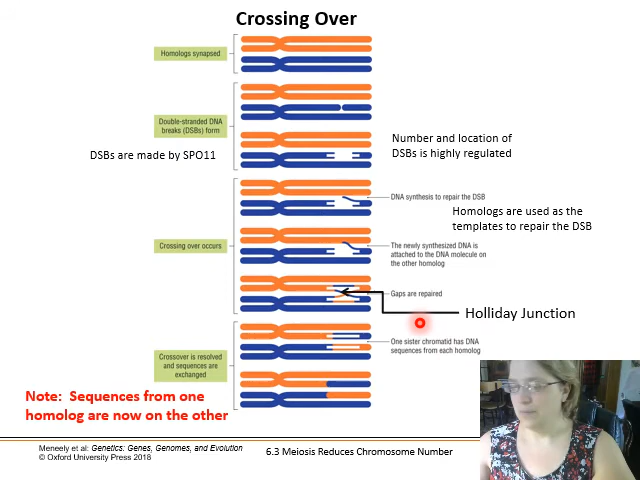 Crossing Over
Homologs synapsed
Double-stranded DNA
breaks (DSBs) form
DSBs are made by SPO11
Number and location of
DSBs is highly regulated
DNA synthesis to repair the DSB
Homologs are used as the
templates to repair the DSB
Crossing over occurs
The newly synthesized DNA is
attached to the DNA molecule on
the other homolog
Gaps are repaired
Holliday Junction
One sister chromatid has DNA
sequences from each homolog
Crossover is resolved
and sequences are
exchanged
Note: Sequences from one
homolog are now on the other
Meneely et al: Genetics: Genes, Genomes, and Evolution
© Oxford University Press 2018
6.3 Meiosis Reduces Chromosome Number